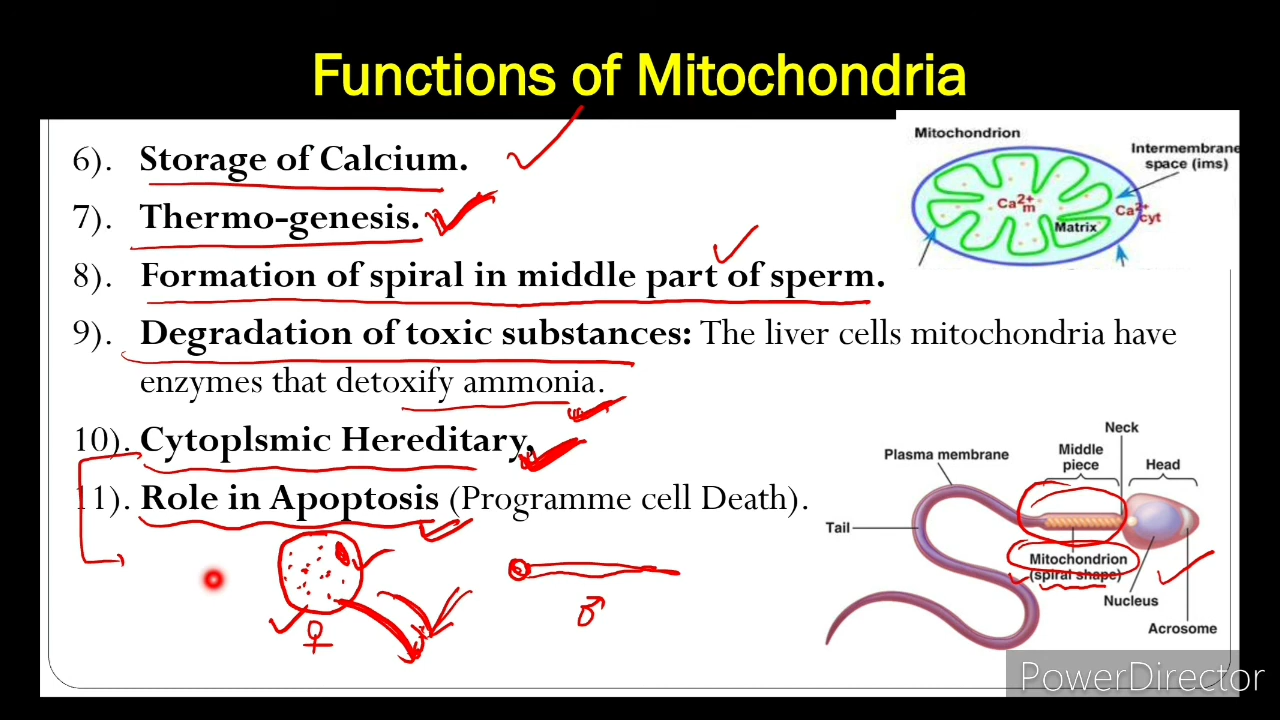 Functions of Mitochondria
6). Storage of Calcium.
7). Thermo-genesis.
8). Formation of spiral in middle part of sperm.
9). Degradation of toxic substances: The liver cells mitochondria have
enzymes that detoxify ammonia.
10). Cytoplsmic Hereditary,
11). Role in Apoptosis (Programme cell Death).
Mitochondrion
Intermembrane
space (ims)
Ca2+m
Ca2+cyt
Matrix
Neck
Plasma membrane
Middle
piece
Head
Tail
Mitochondrion
(spiral shape)
Nucleus
Acrosome
♀
♂
PowerDirector